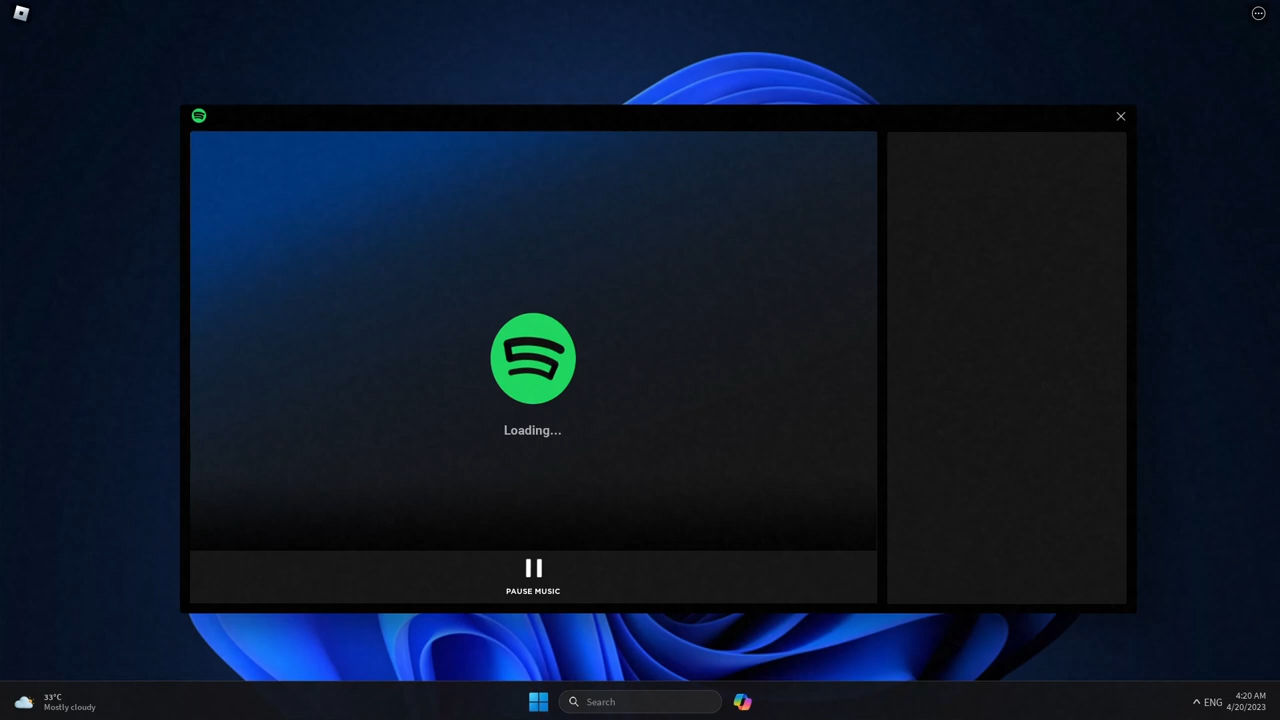 Loading...
PAUSE MUSIC
33°C
Mostly cloudy
Search
ENG
4:20 AM
4/20/2023